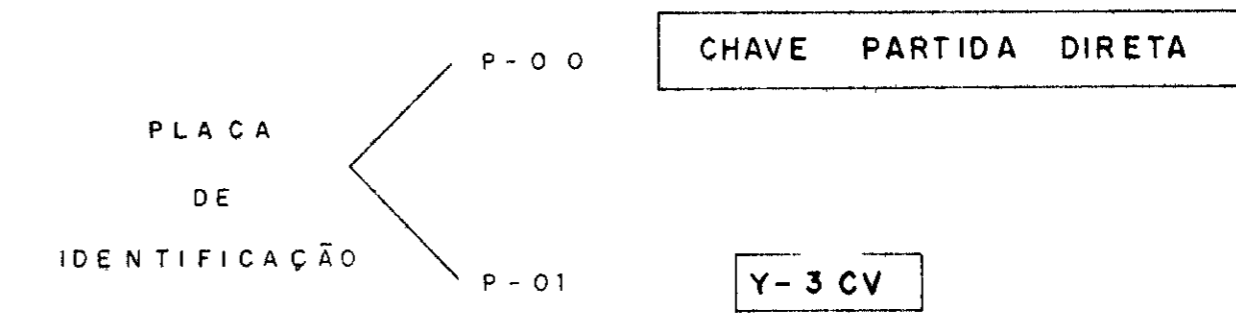 P-00 CHAVE PARTIDA DIRETA
PLACA
DE
IDENTIFICAÇÃO
P-01 Y-3 CV